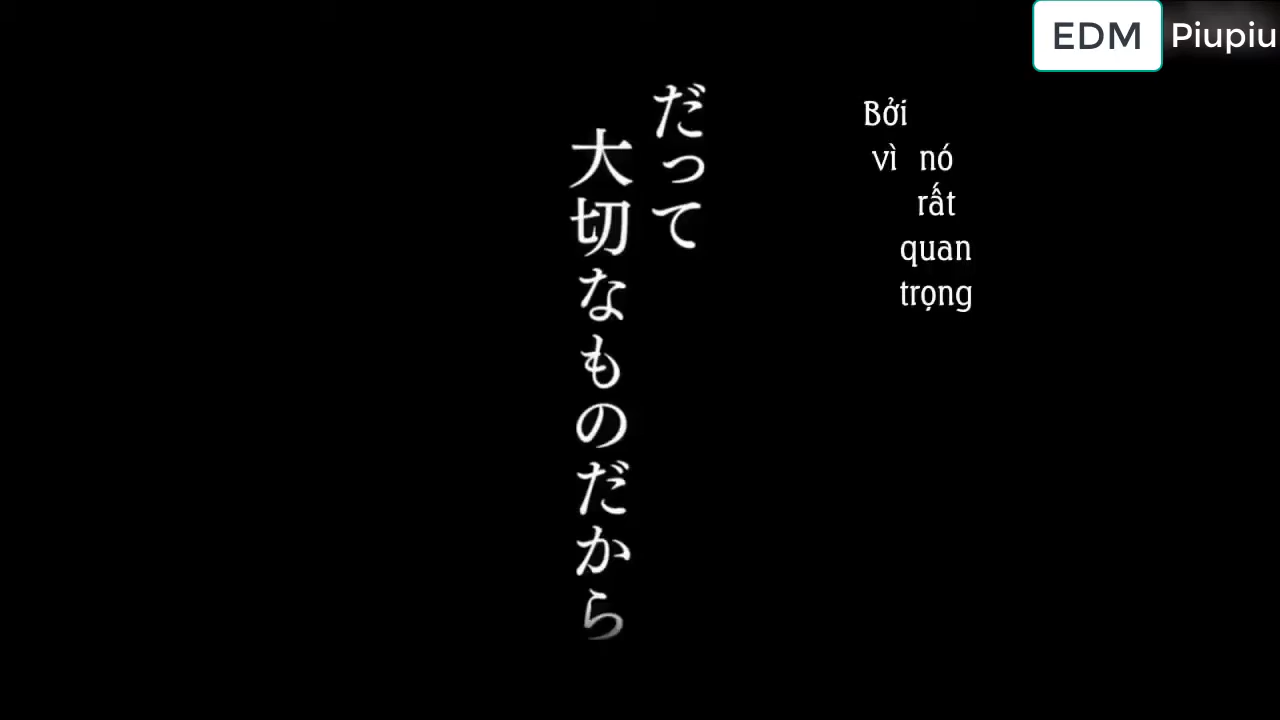 EDM Piupiu
だって
大切なものだから
Bởi
vì nó
rất
quan
trọng